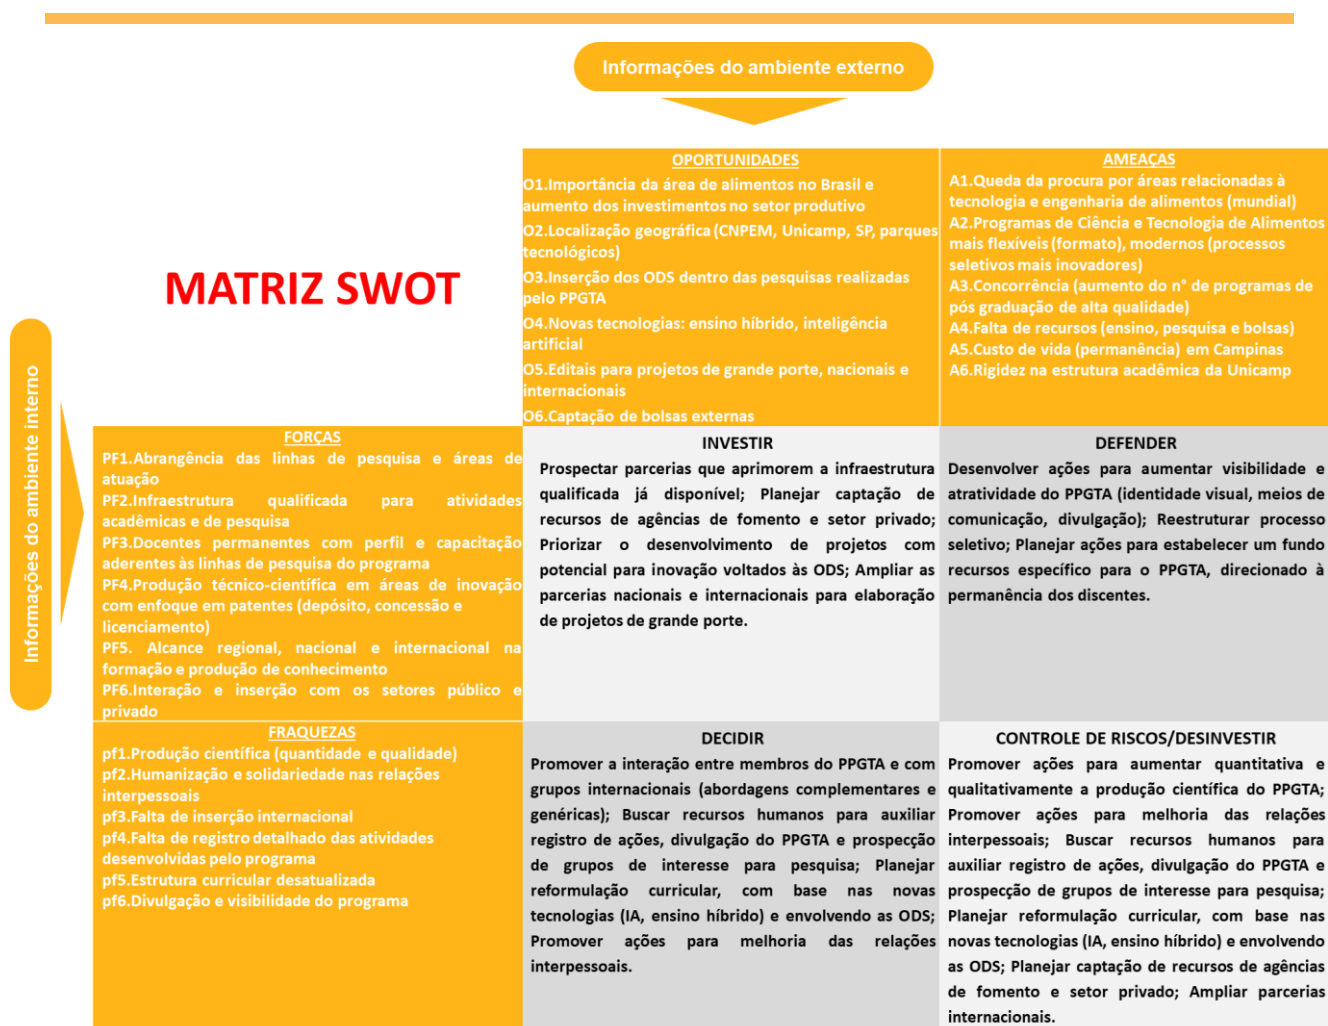 Informações do ambiente externo
OPORTUNIDADES
O1.Importância da área de alimentos no Brasil e
aumento dos investimentos no setor produtivo
O2.Localização geográfica (CNPEM, Unicamp, SP, parques
tecnológicos)
O3.Inserção dos ODS dentro das pesquisas realizadas
pelo PPGTA
O4.Novas tecnologias: ensino híbrido, inteligência
artificial
O5.Editais para projetos de grande porte, nacionais e
internacionais
O6.Captação de bolsas externas
AMEAÇAS
A1.Queda da procura por áreas relacionadas à
tecnologia e engenharia de alimentos (mundial)
A2.Programas de Ciência e Tecnologia de Alimentos
mais flexíveis (formato), modernos (processos
seletivos mais inovadores)
A3.Concorrência (aumento do n° de programas de
pós graduação de alta qualidade)
A4.Falta de recursos (ensino, pesquisa e bolsas)
A5.Custo de vida (permanência) em Campinas
A6.Rigidez na estrutura acadêmica da Unicamp
MATRIZ SWOT
Informações do ambiente interno
FORÇAS
PF1.Abrangência das linhas de pesquisa e áreas de
atuação
PF2.Infraestrutura qualificada para atividades
acadêmicas e de pesquisa
PF3.Docentes permanentes com perfil e capacitação
aderentes às linhas de pesquisa do programa
PF4.Produção técnico-científica em áreas de inovação
com enfoque em patentes (depósito, concessão e
licenciamento)
PF5. Alcance regional, nacional e internacional na
formação e produção de conhecimento
PF6.Interação e inserção com os setores público e
privado
INVESTIR
Prospectar parcerias que aprimorem a infraestrutura
qualificada já disponível; Planejar captação de
recursos de agências de fomento e setor privado;
Priorizar o desenvolvimento de projetos com
potencial para inovação voltados às ODS; Ampliar as
parcerias nacionais e internacionais para elaboração
de projetos de grande porte.
DEFENDER
Desenvolver ações para aumentar visibilidade e
atratividade do PPGTA (identidade visual, meios de
comunicação, divulgação); Reestruturar processo
seletivo; Planejar ações para estabelecer um fundo
recursos específico para o PPGTA, direcionado à
permanência dos discentes.
FRAQUEZAS
pf1.Produção científica (quantidade e qualidade)
pf2.Humanização e solidariedade nas relações
interpessoais
pf3.Falta de inserção internacional
pf4.Falta de registro detalhado das atividades
desenvolvidas pelo programa
pf5.Estrutura curricular desatualizada
pf6.Divulgação e visibilidade do programa
DECIDIR
Promover a interação entre membros do PPGTA e com
grupos internacionais (abordagens complementares e
genéricas); Buscar recursos humanos para auxiliar
registro de ações, divulgação do PPGTA e prospecção
de grupos de interesse para pesquisa; Planejar
reformulação curricular, com base nas novas
tecnologias (IA, ensino híbrido) e envolvendo as ODS;
Promover ações para melhoria das relações
interpessoais.
CONTROLE DE RISCOS/DESINVESTIR
Promover ações para aumentar quantitativa e
qualitativamente a produção científica do PPGTA;
Promover ações para melhoria das relações
interpessoais; Buscar recursos humanos para
auxiliar registro de ações, divulgação do PPGTA e
prospecção de grupos de interesse para pesquisa;
Planejar reformulação curricular, com base nas
novas tecnologias (IA, ensino híbrido) e envolvendo
as ODS; Planejar captação de recursos de agências
de fomento e setor privado; Ampliar parcerias
internacionais.